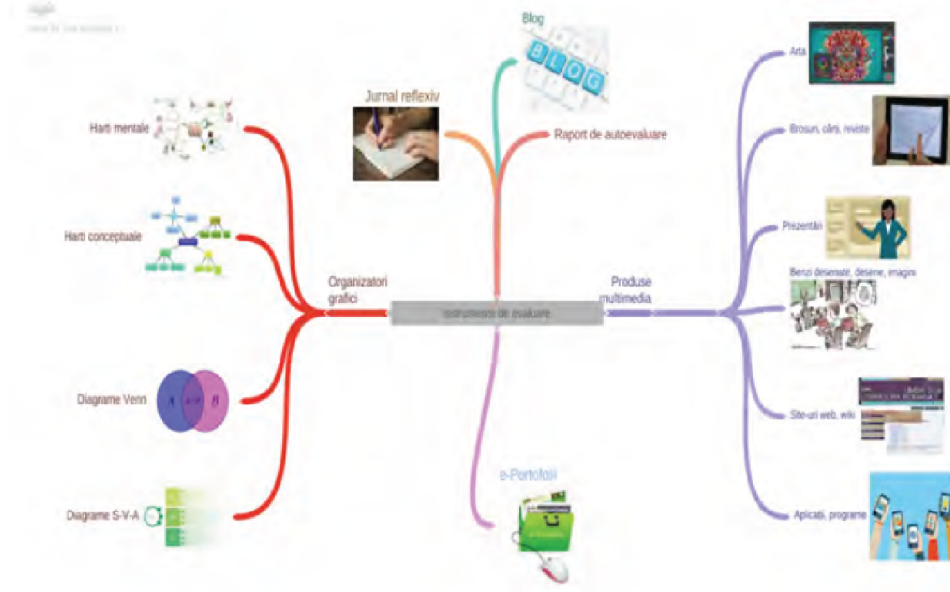 Blog
BLOG
Jurnal reflexiv
Raport de autoevaluare
Harti mentale
Harti conceptuale
Organizatori
grafici
Diagrame Venn
A
B
Diagrame S-V-A
de evaluare
e-Portofolii
Produse
multimedia
Arta
Brosuri, cărți, reviste
Prezentări
Benzi desenate, desene, imagini
Site-uri web, wiki
Aplicații, programe